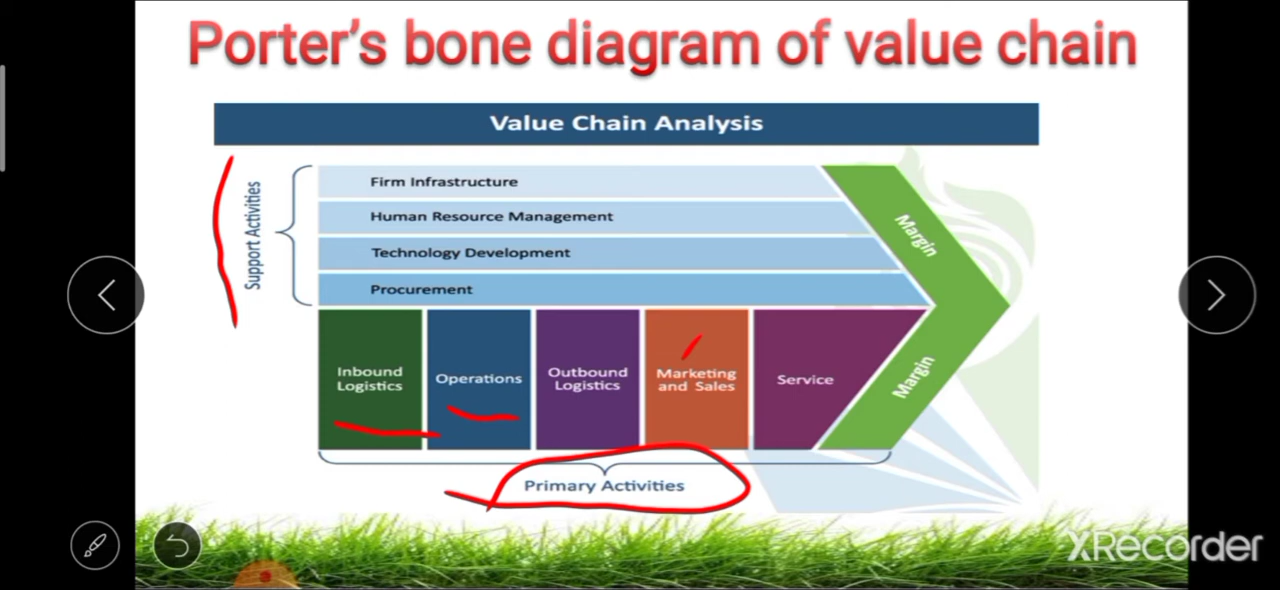 Porter's bone diagram of value chain
Value Chain Analysis
Support Activities
Firm Infrastructure
Human Resource Management
Technology Development
Procurement
Margin
Inbound
Logistics
Operations
Outbound
Logistics
Marketing
and Sales
Service
Margin
Primary Activities
XRecorder